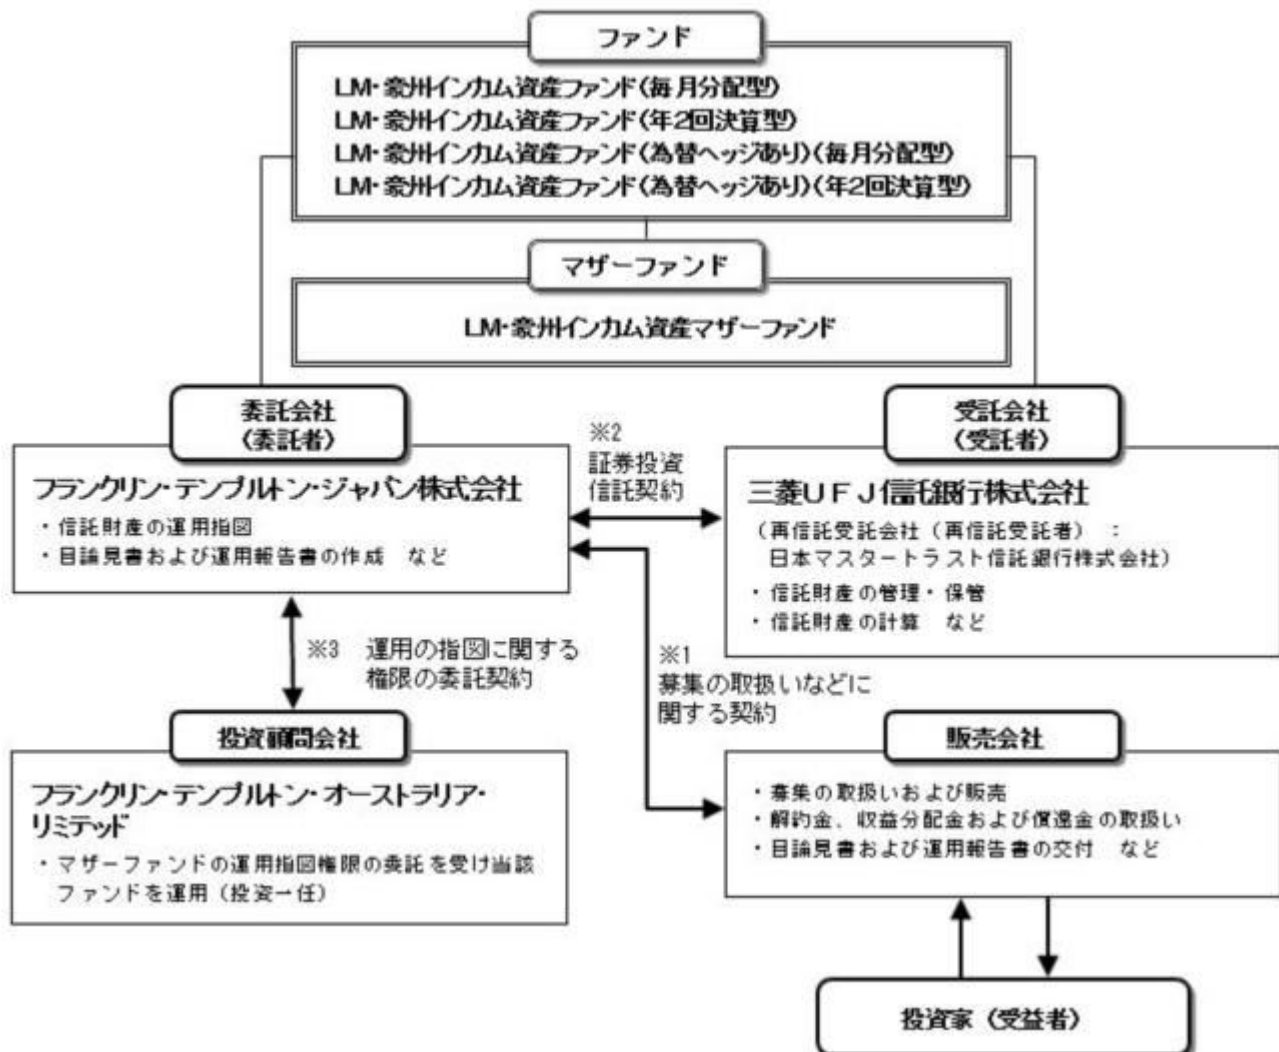 ファンド
LM・豪州インカム資産ファンド(毎月分配型)
LM・豪州インカム資産ファンド(年2回決算型)
LM・豪州インカム資産ファンド(為替ヘッジあり)(毎月分配型)
LM・豪州インカム資産ファンド(為替ヘッジあり)(年2回決算型)
マザーファンド
LM・豪州インカム資産マザーファンド
委託会社
(委託者)
フランクリン・テンプルトン・ジャパン株式会社
・信託財産の運用指図
・目論見書および運用報告書の作成 など
※2
証券投資
信託契約
受託会社
(受託者)
三菱UFJ信託銀行株式会社
(再信託受託会社(再信託受託者) :
日本マスタートラスト信託銀行株式会社)
・信託財産の管理・保管
・信託財産の計算 など
※3 運用の指図に関する
権限の委託契約
※1
募集の取扱いなどに
関する契約
投資顧問会社
フランクリン・テンプルトン・オーストラリア・
リミテッド
・マザーファンドの運用指図権限の委託を受け当該
ファンドを運用(投資一任)
販売会社
・募集の取扱いおよび販売
・解約金、収益分配金および償還金の取扱い
・目論見書および運用報告書の交付 など
投資家(受益者)